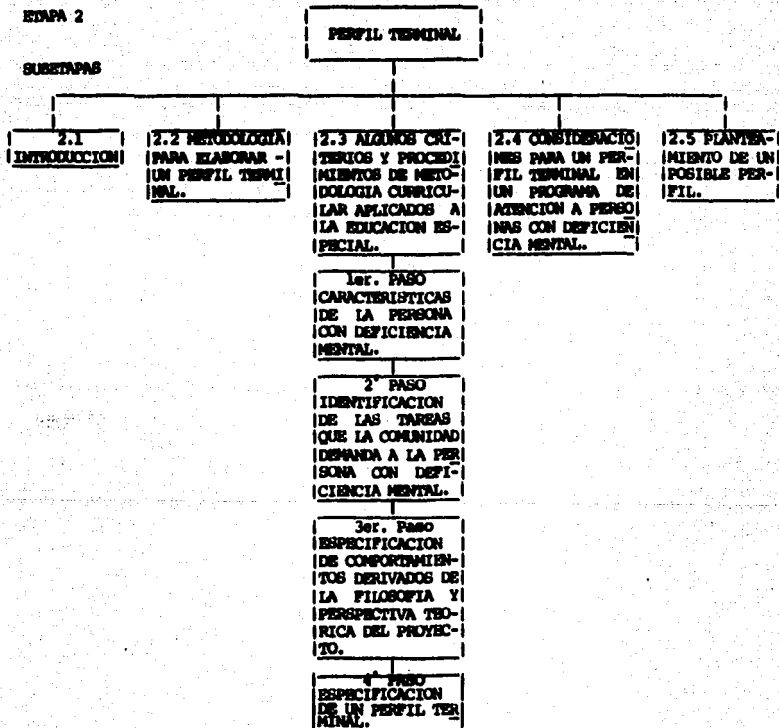 ETAPA 2
PERFIL TERMINAL
SUBETAPAS
2.1
INTRODUCCION
2.2 METODOLOGIA
PARA ELABORAR -
UN PERFIL TERMI
NAL.
2.3 ALGUNOS CRI-
TERIOS Y PROCEDI
MIENTOS DE METO-
DOLOGIA CURRICU-
LAR APLICADOS A
LA EDUCACION ES-
PECIAL.
2.4 CONSIDERACIO
NES PARA UN PER-
FIL TERMINAL EN
UN PROGRAMA DE
ATENCION A PERSO
NAS CON DEFICIEN
CIA MENTAL.
2.5 PLANTEA-
MIENTO DE UN
POSIBLE PER-
FIL.
1er. PASO
CARACTERISTICAS
DE LA PERSONA
CON DEFICIENCIA
MENTAL.
2° PASO
IDENTIFICACION
DE LAS TAREAS
QUE LA COMUNIDAD
DEMANDA A LA PER
SONA CON DEFI-
CIENCIA MENTAL.
3er. Paso
ESPECIFICACION
DE COMPORTAMIEN-
TOS DERIVADOS DE
LA FILOSOFIA Y
PERSPECTIVA TEO-
RICA DEL PROYEC-
TO.
4° PASO
ESPECIFICACION
DE UN PERFIL TER
MINAL.